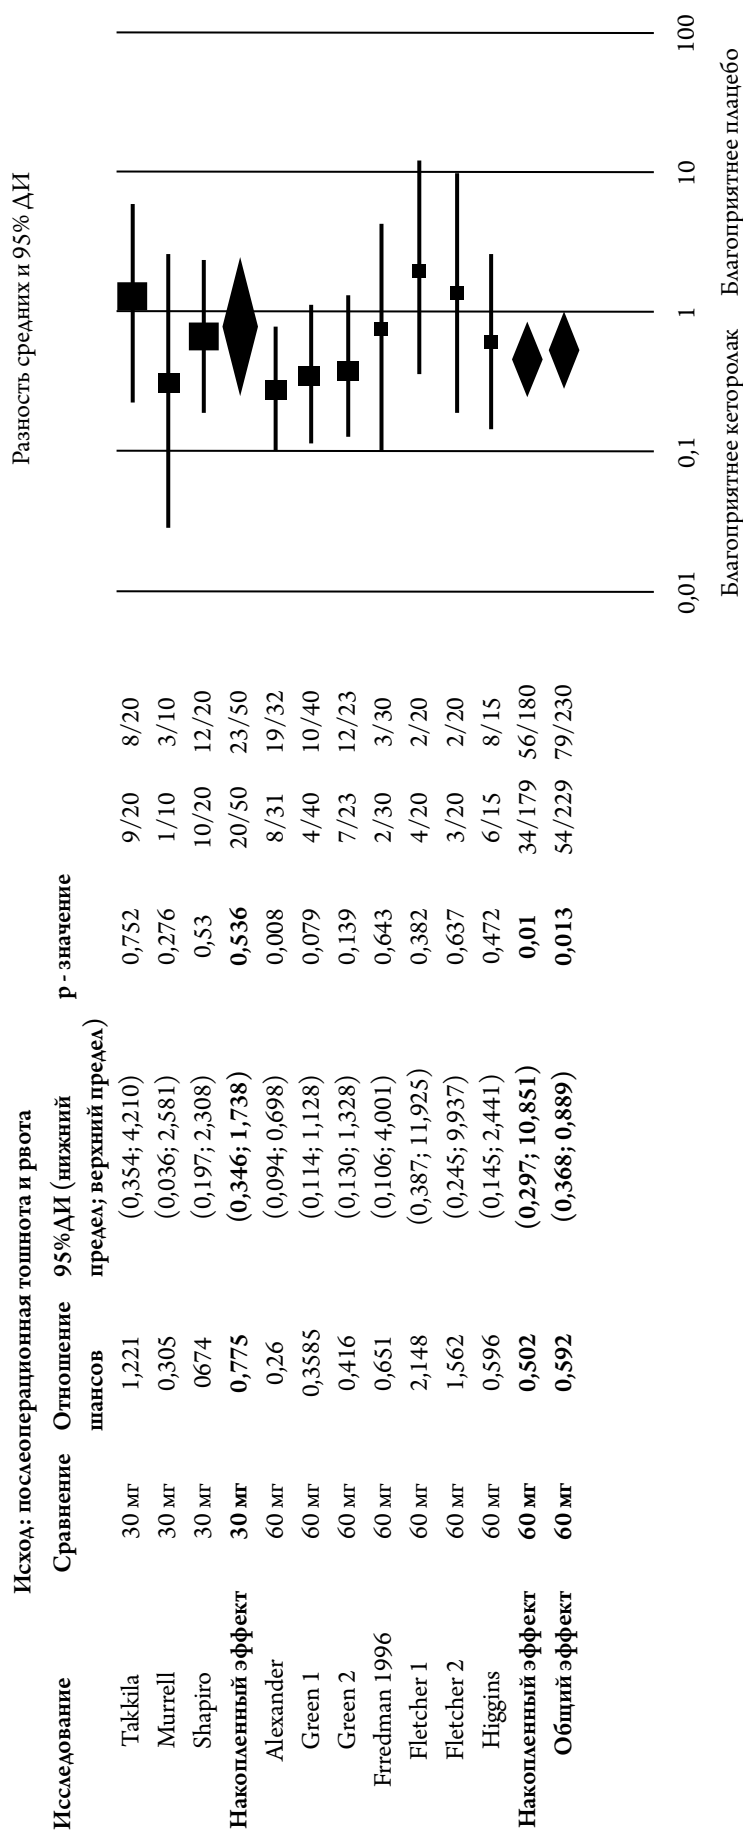 Исход: послеоперационная тошнота и рвота
Исследование Сравнение Отношение шансов 95%ДИ (нижний предел; верхний предел) р - значение Разность средних и 95% ДИ
Takkila 30 мг 1,221 (0,354; 4,210) 0,752 9/20 8/20
Murrell 30 мг 0,305 (0,036; 2,581) 0,276 1/10 3/10
Shapiro 30 мг 0674 (0,197; 2,308) 0,53 10/20 12/20
Накопленный эффект 30 мг 0,775 (0,346; 1,738) 0,536 20/50 23/50
Alexander 60 мг 0,26 (0,094; 0,698) 0,008 8/31 19/32
Green 1 60 мг 0,3585 (0,114; 1,128) 0,079 4/40 10/40
Green 2 60 мг 0,416 (0,130; 1,328) 0,139 7/23 12/23
Frredman 1996 60 мг 0,651 (0,106; 4,001) 0,643 2/30 3/30
Fletcher 1 60 мг 2,148 (0,387; 11,925) 0,382 4/20 2/20
Fletcher 2 60 мг 1,562 (0,245; 9,937) 0,637 3/20 2/20
Higgins 60 мг 0,596 (0,145; 2,441) 0,472 6/15 8/15
Накопленный эффект 60 мг 0,502 (0,297; 10,851) 0,01 34/179 56/180
Общий эффект 60 мг 0,592 (0,368; 0,889) 0,013 54/229 79/230
0,01 0,1 1 10 100
Благоприятнее кеторолак Благоприятнее плацебо